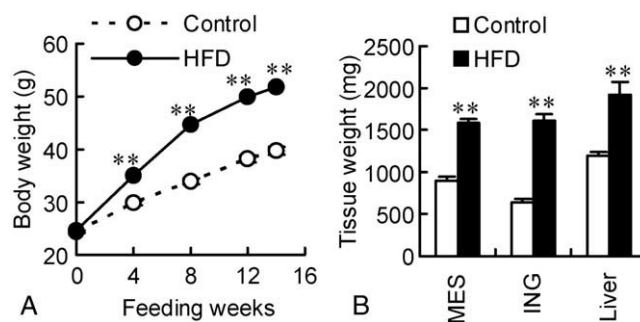 Control
HFD
Body weight (g)
60
50
40
30
20
**
**
**
**
0
4
8
12
16
Feeding weeks
A
Control
HFD
Tissue weight (mg)
2500
2000
1500
1000
500
0
**
**
**
MES
ING
Liver
B